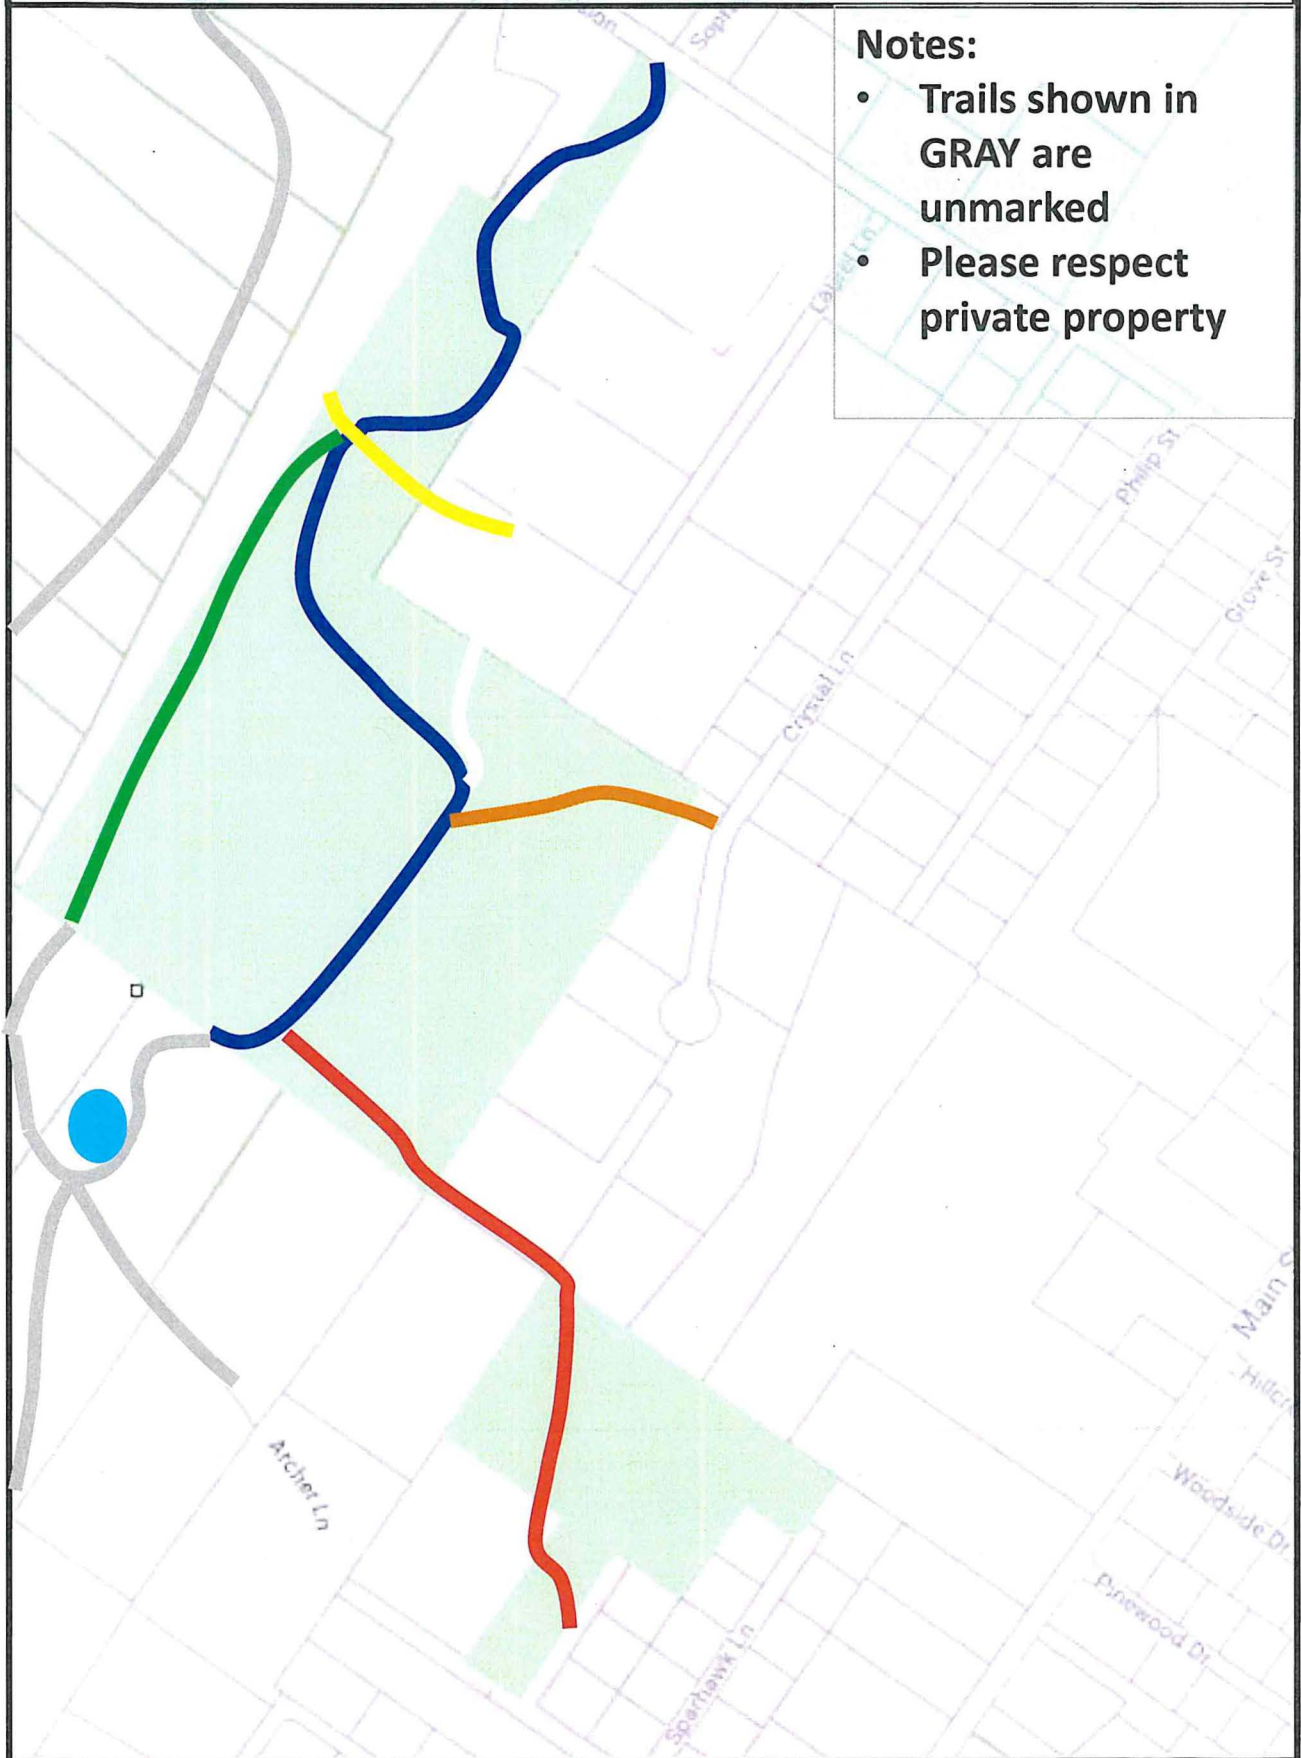 Notes:
• Trails shown in
GRAY are
unmarked
• Please respect
private property
Philip St
Grove St
Crystal Ln
Main S
Hillcr
Woodside Dr
Pinewood Dr
Archer Ln
Sparhawk Ln